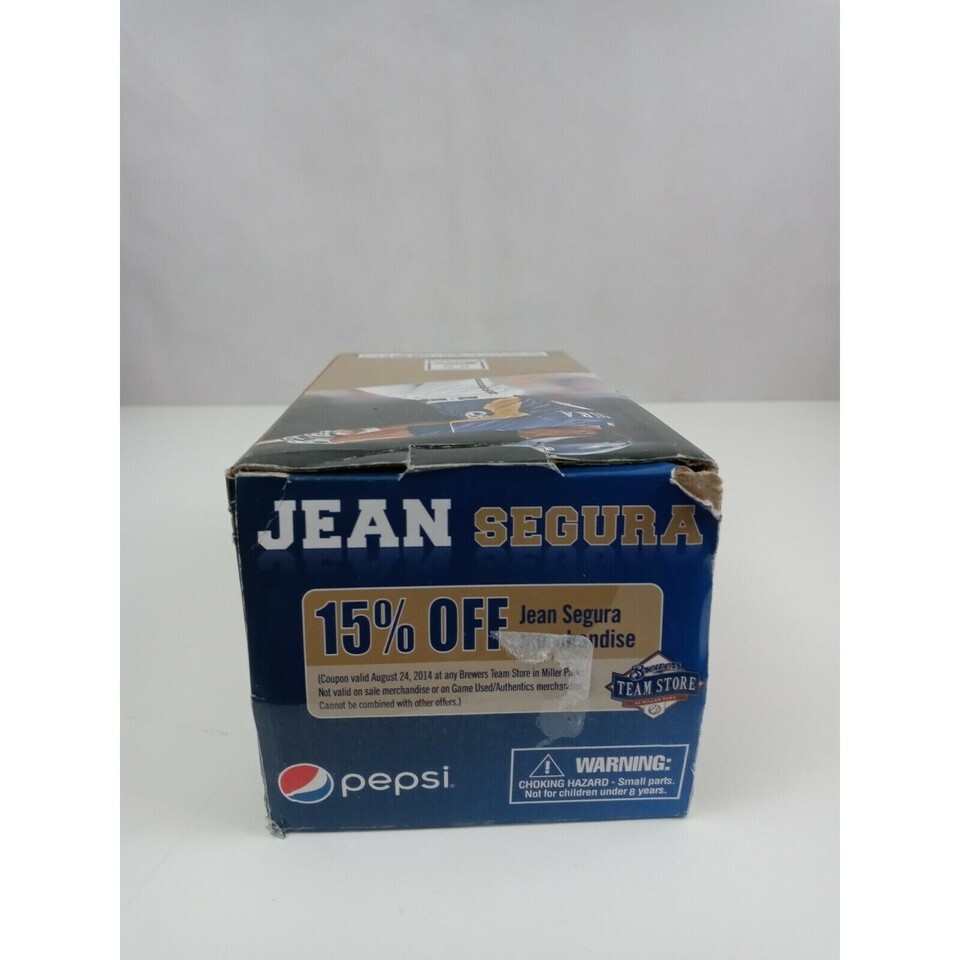 JEAN SEGURA
15% OFF Jean Segura
(Coupon valid August 24, 2014 at any Brewers Team Store in Miller
Not valid on sale merchandise or on Game Used/Authentics
Cannot be combined with other offers.)
Brewers
TEAM STORE
pepsi
WARNING:
CHOKING HAZARD - Small parts.
Not for children under 8 years.